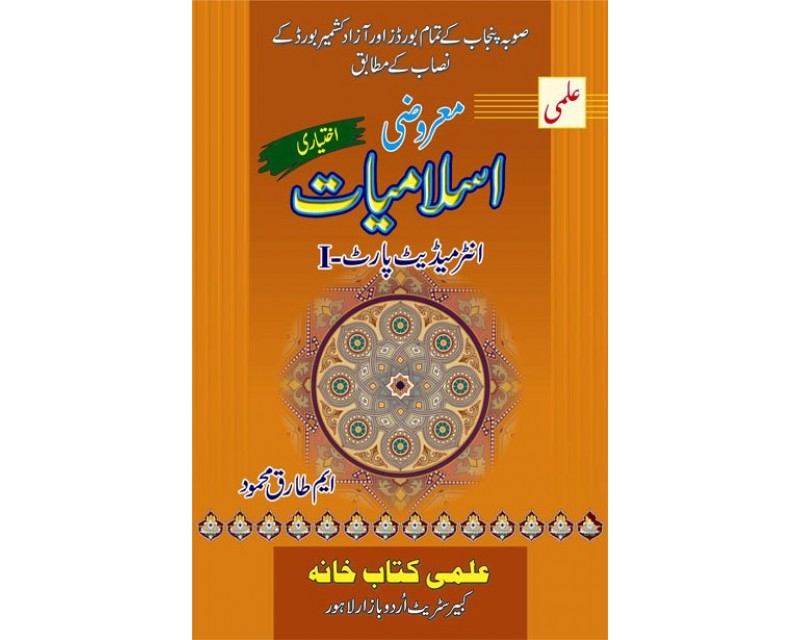 صوبہ پنجاب کے تمام بورڈز اور آزاد کشمیر بورڈ کے
نصاب کے مطابق
علمی
معروضی
اختیاری
اسلامیات
انٹرمیڈیٹ پارٹ-I
ایم طارق محمود
علمی کتاب خانہ
کبیر سٹریٹ اُردو بازار لاہور